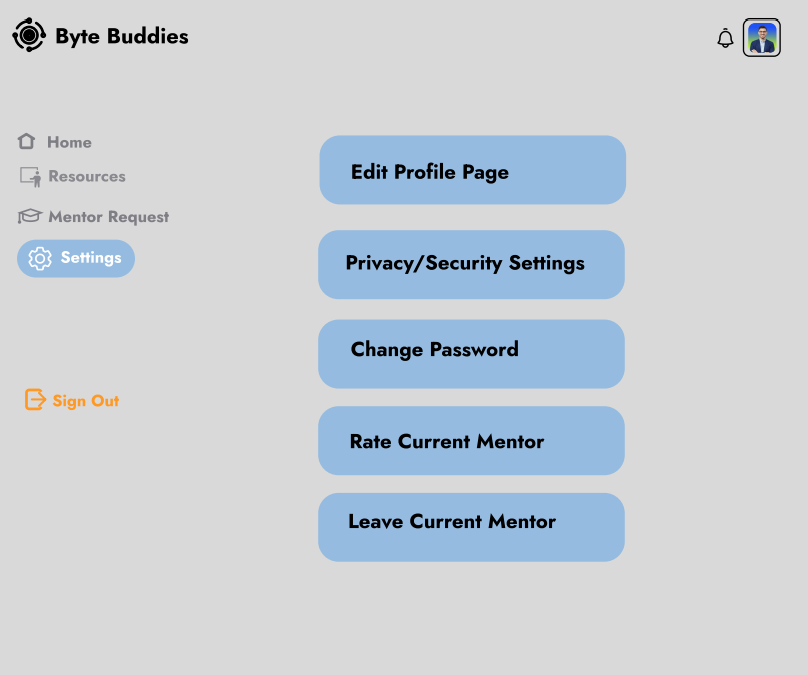 Byte Buddies
Home
Resources
Mentor Request
Settings
Sign Out
Edit Profile Page
Privacy/Security Settings
Change Password
Rate Current Mentor
Leave Current Mentor